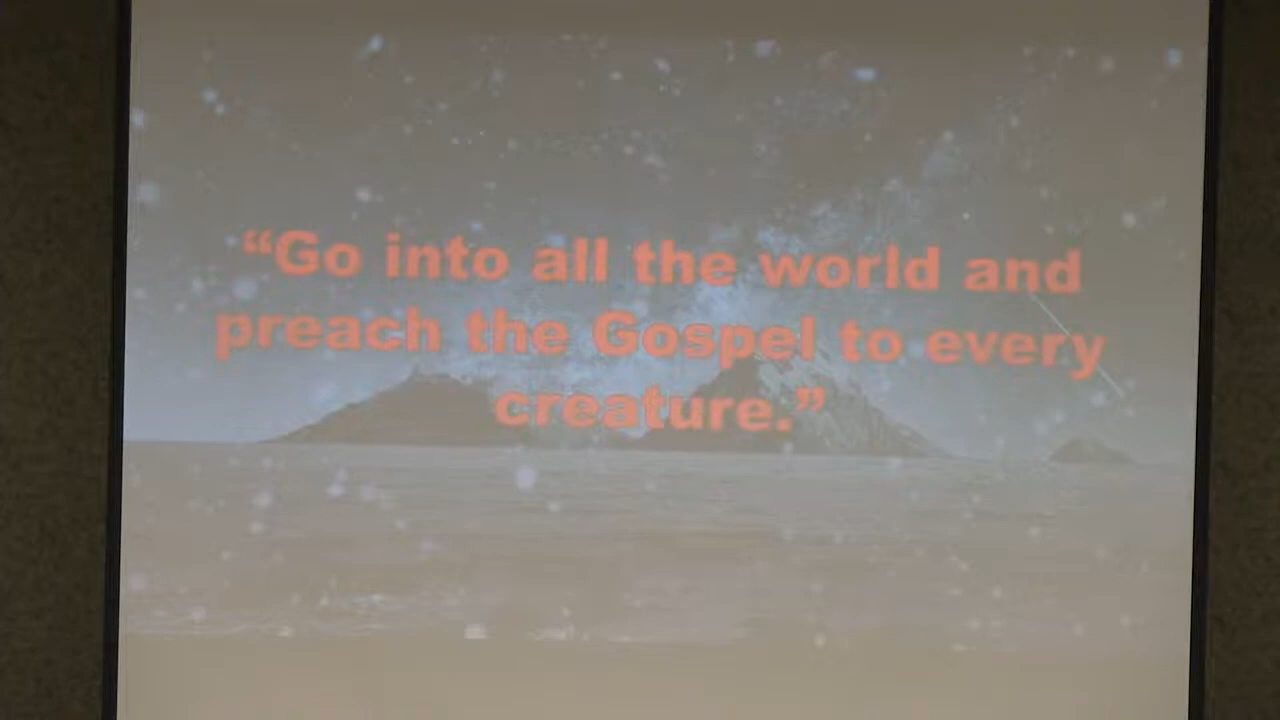 “Go into all the world and
preach the Gospel to every
creature.”